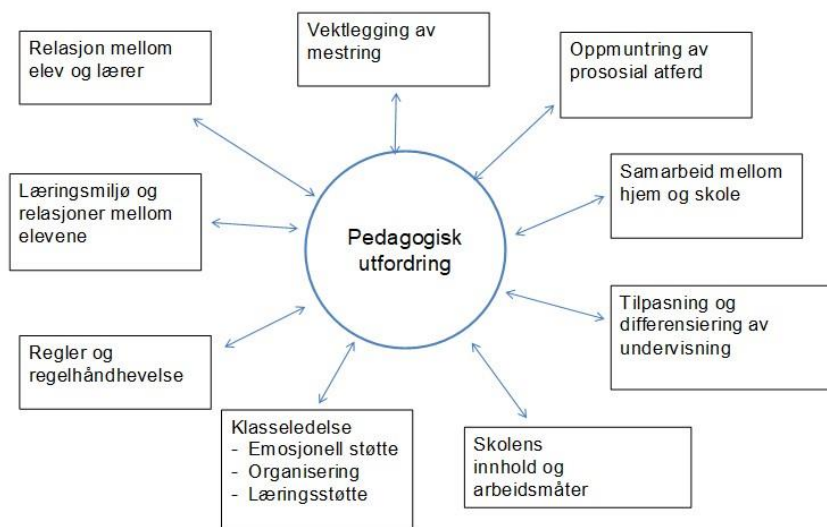 Relasjon mellom
elev og lærer
Vektlegging av
mestring
Oppmuntring av
prososial atferd
Læringsmiljø og
relasjoner mellom
elevene
Pedagogisk
utfordring
Samarbeid mellom
hjem og skole
Tilpasning og
differensiering av
undervisning
Regler og
regelhåndhevelse
Klasseledelse
- Emosjonell støtte
- Organisering
- Læringsstøtte
Skolens
innhold og
arbeidsmåter